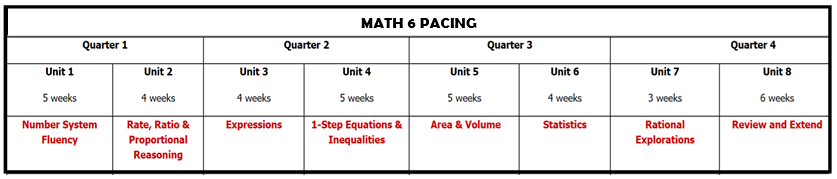 MATH 6 PACING
Quarter 1 Quarter 2 Quarter 3 Quarter 4
Unit 1 Unit 2 Unit 3 Unit 4 Unit 5 Unit 6 Unit 7 Unit 8
5 weeks 4 weeks 4 weeks 5 weeks 5 weeks 4 weeks 3 weeks 6 weeks
Number System Rate, Ratio & Expressions 1-Step Equations & Area & Volume Statistics Rational Review and Extend
Fluency Proportional Inequalities Explorations
Reasoning